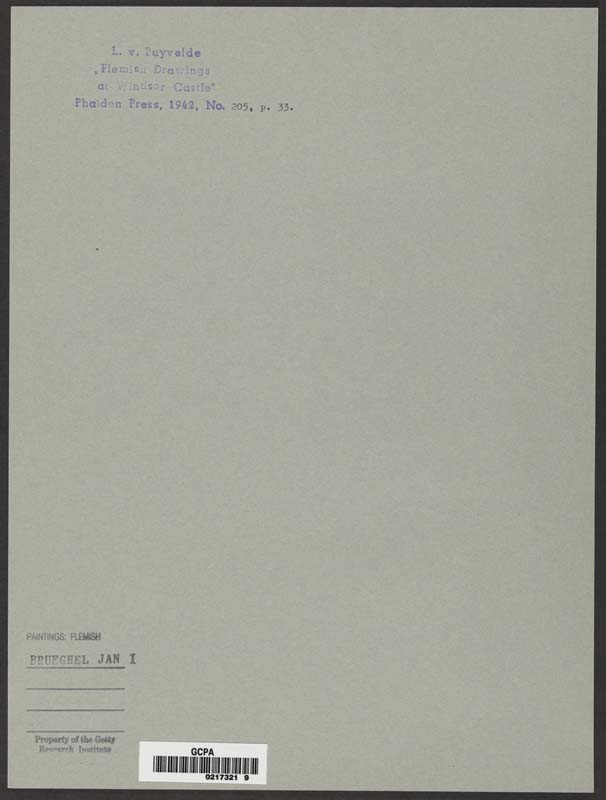 L. v. Puyvelde
„Flemish Drawings
at Windsor Castle"
Phaidon Press, 1942, No. 205, p. 33.
PAINTINGS: FLEMISH
BRUEGHEL JAN I
Property of the Getty
Research Institute
GCPA
0217321 9